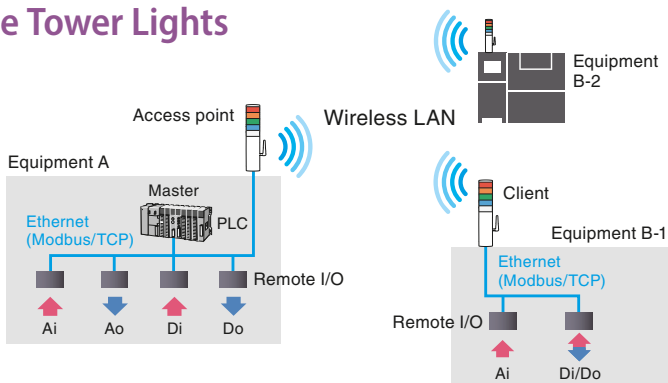 e Tower Lights
Equipment
B-2
Access point
Wireless LAN
Equipment A
Master
PLC
Client
Ethernet
(Modbus/TCP)
Equipment B-1
Ethernet
(Modbus/TCP)
Remote I/O
Ai
Ao
Di
Do
Remote I/O
Ai
Di/Do